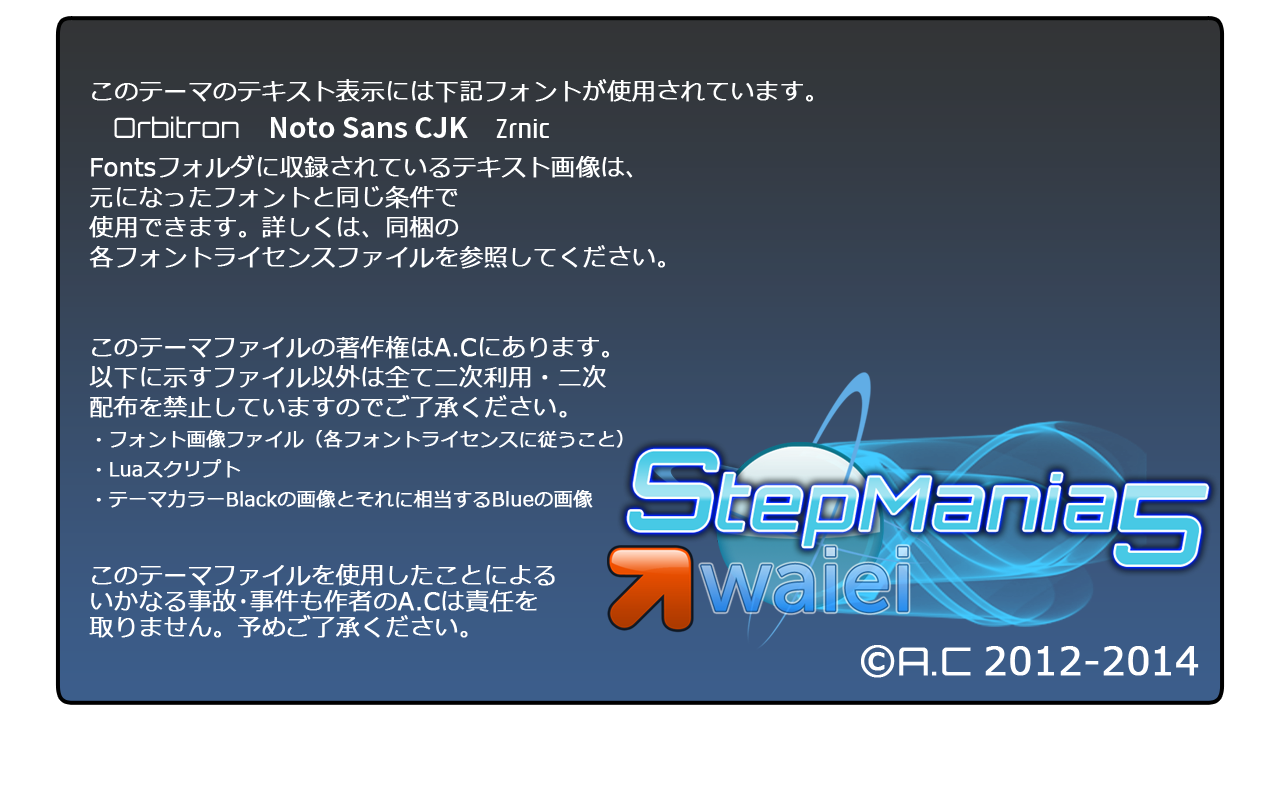 このテーマのテキスト表示には下記フォントが使用されています。
Orbitron Noto Sans CJK Zrnic
Fontsフォルダに収録されているテキスト画像は、
元になったフォントと同じ条件で
使用できます。詳しくは、同梱の
各フォントライセンスファイルを参照してください。
このテーマファイルの著作権はA.Cにあります。
以下に示すファイル以外は全て二次利用・二次
配布を禁止していますのでご了承ください。
・フォント画像ファイル（各フォントライセンスに従うこと）
・Luaスクリプト
・テーマカラーBlackの画像とそれに相当するBlueの画像
このテーマファイルを使用したことによる
いかなる事故･事件も作者のA.Cは責任を
取りません。予めご了承ください。
StepMania5
waiei
©A.C 2012-2014